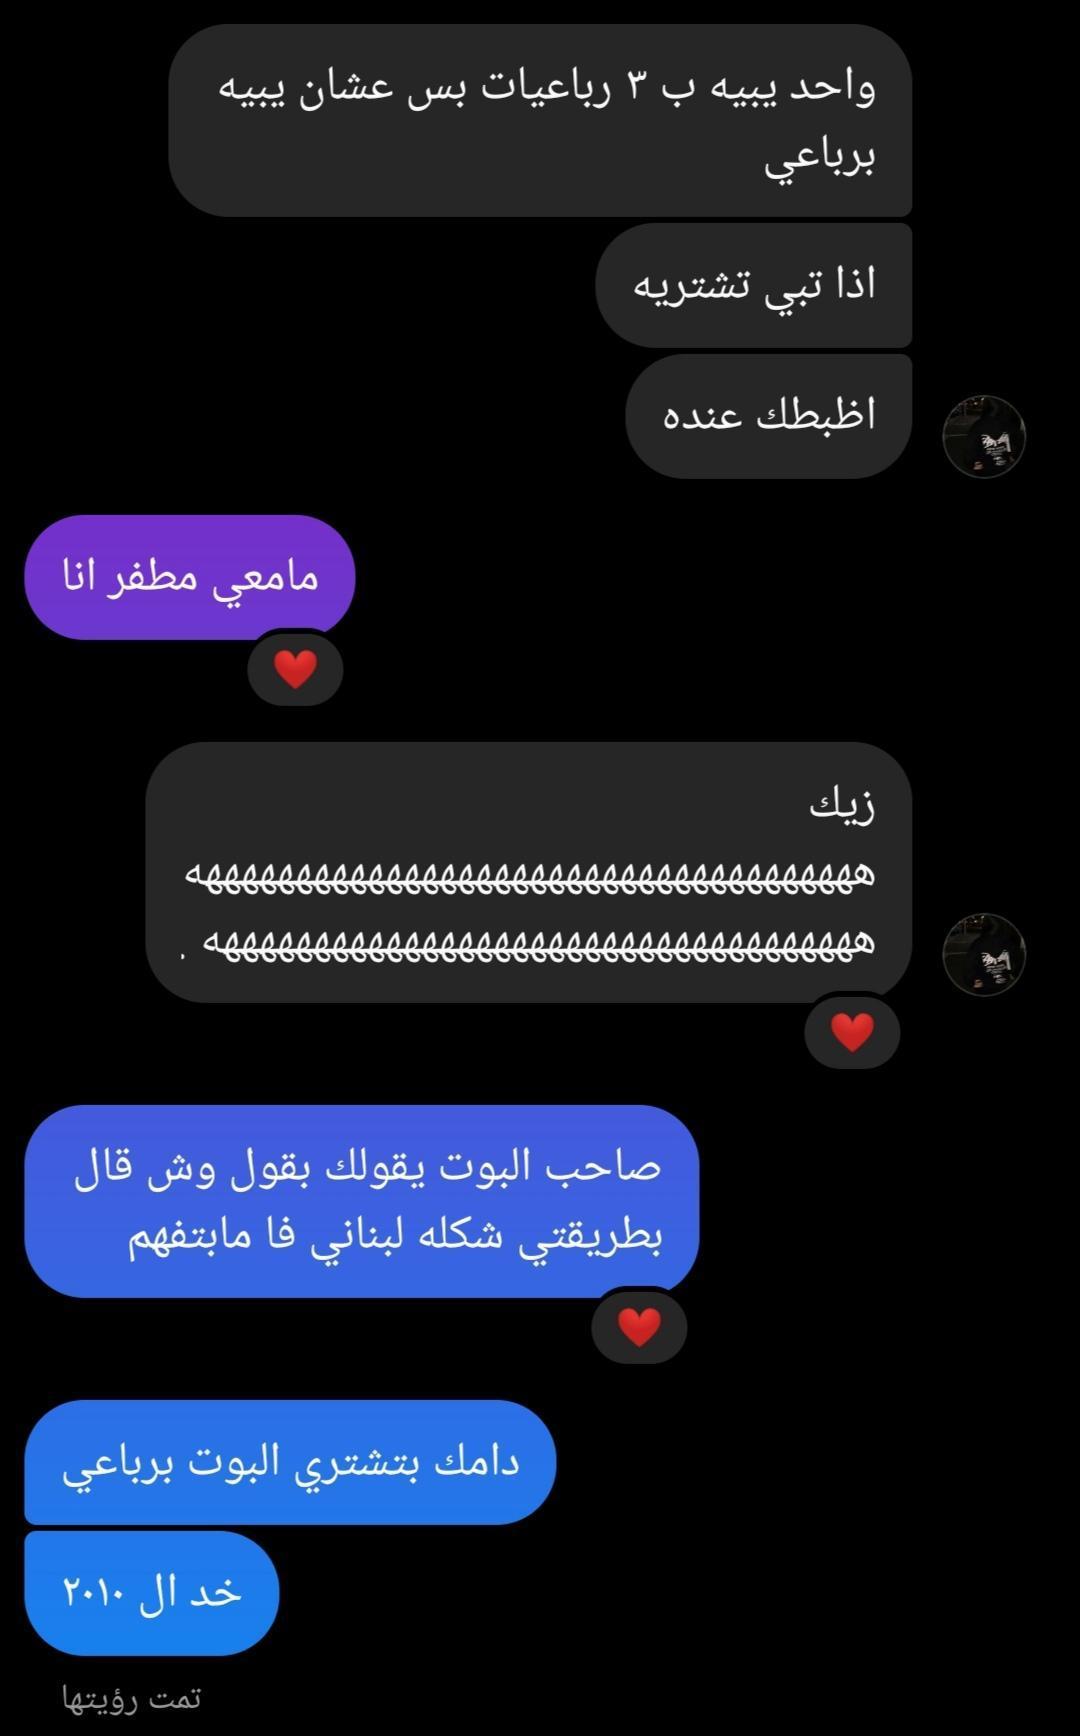 واحد يبيه ب ٣ رباعيات بس عشان يبيه
برباعي
اذا تبي تشتريه
اظبطك عنده
مامعي مطفر انا
❤️
زيك
ههههههههههههههههههههههههههههههههههههههه
هههههههههههههههههههههههههههههههههههههه .
❤️
صاحب البوت يقولك بقول وش قال
بطريقتي شكله لبناني فا مابتفهم
❤️
دامك بتشتري البوت برباعي
خد ال ٢٠١٠
تمت رؤيتها